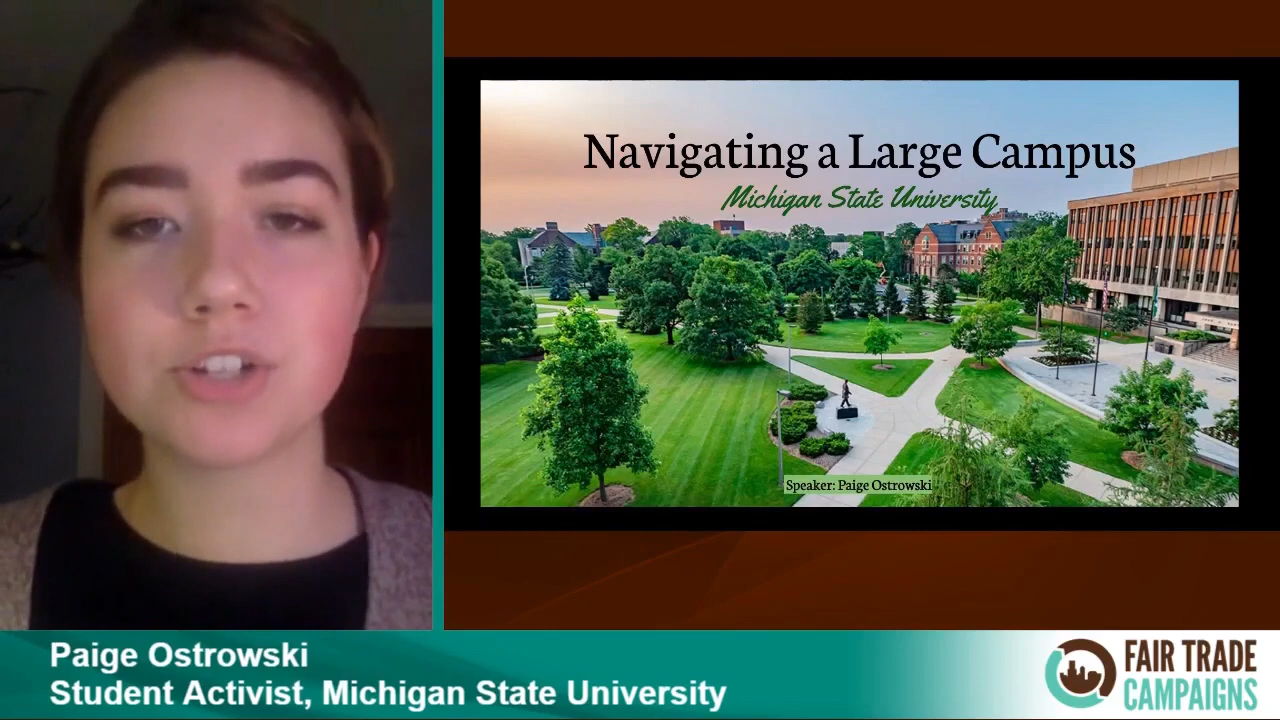 Navigating a Large Campus
Michigan State University
Speaker: Paige Ostrowski
Paige Ostrowski
Student Activist, Michigan State University
FAIR TRADE
CAMPAIGNS